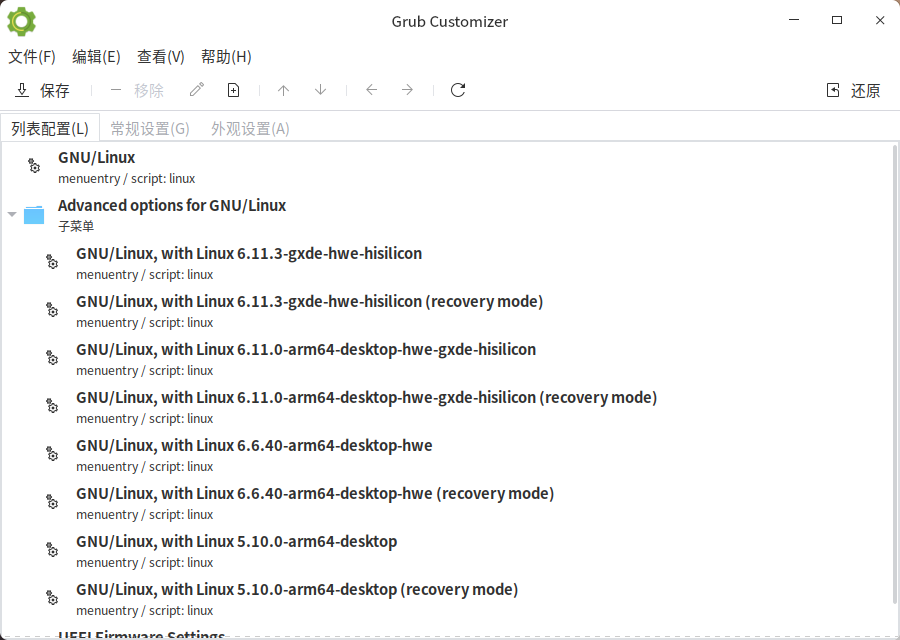 Grub Customizer
文件(F) 编辑(E) 查看(V) 帮助(H)
保存 移除 还原
列表配置(L) 常规设置(G) 外观设置(A)
GNU/Linux
menuentry / script: linux
Advanced options for GNU/Linux
子菜单
GNU/Linux, with Linux 6.11.3-gxde-hwe-hisilicon
menuentry / script: linux
GNU/Linux, with Linux 6.11.3-gxde-hwe-hisilicon (recovery mode)
menuentry / script: linux
GNU/Linux, with Linux 6.11.0-arm64-desktop-hwe-gxde-hisilicon
menuentry / script: linux
GNU/Linux, with Linux 6.11.0-arm64-desktop-hwe-gxde-hisilicon (recovery mode)
menuentry / script: linux
GNU/Linux, with Linux 6.6.40-arm64-desktop-hwe
menuentry / script: linux
GNU/Linux, with Linux 6.6.40-arm64-desktop-hwe (recovery mode)
menuentry / script: linux
GNU/Linux, with Linux 5.10.0-arm64-desktop
menuentry / script: linux
GNU/Linux, with Linux 5.10.0-arm64-desktop (recovery mode)
menuentry / script: linux
UEFI Firmware Settings